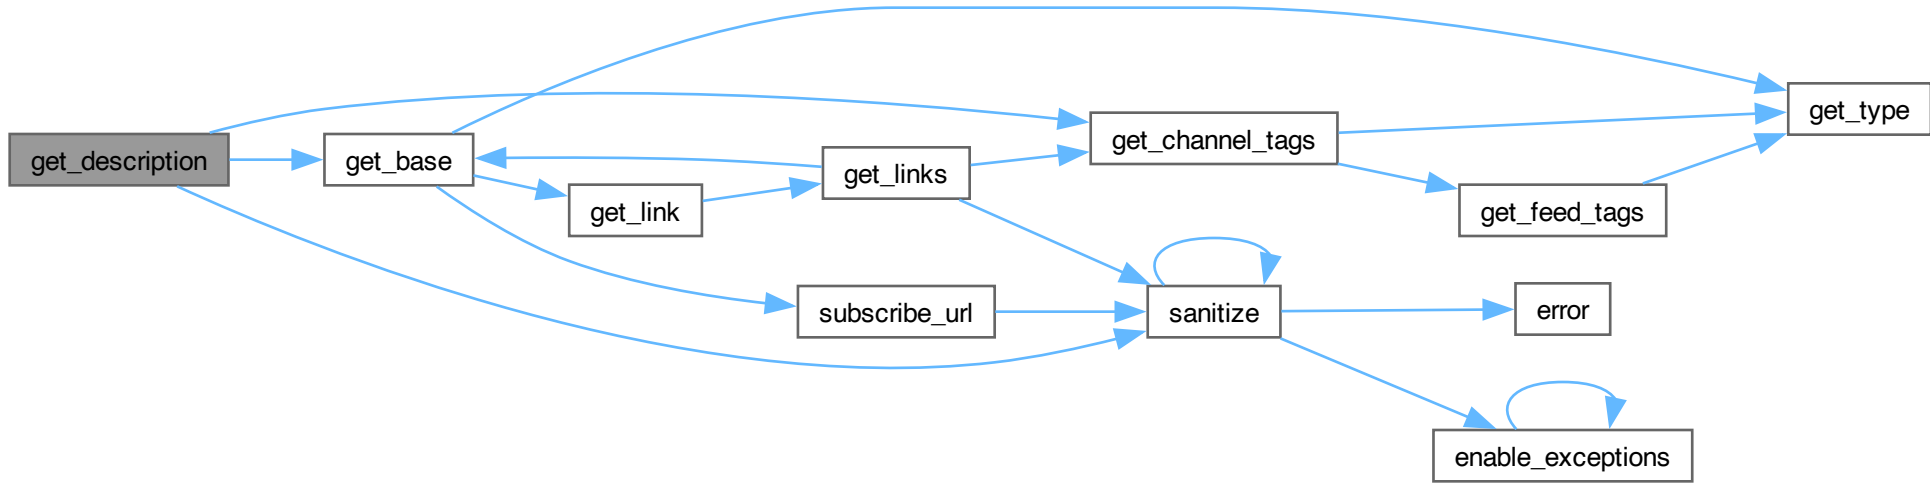 get_description
get_base
get_link
get_links
subscribe_url
get_channel_tags
sanitize
get_feed_tags
error
enable_exceptions
get_type